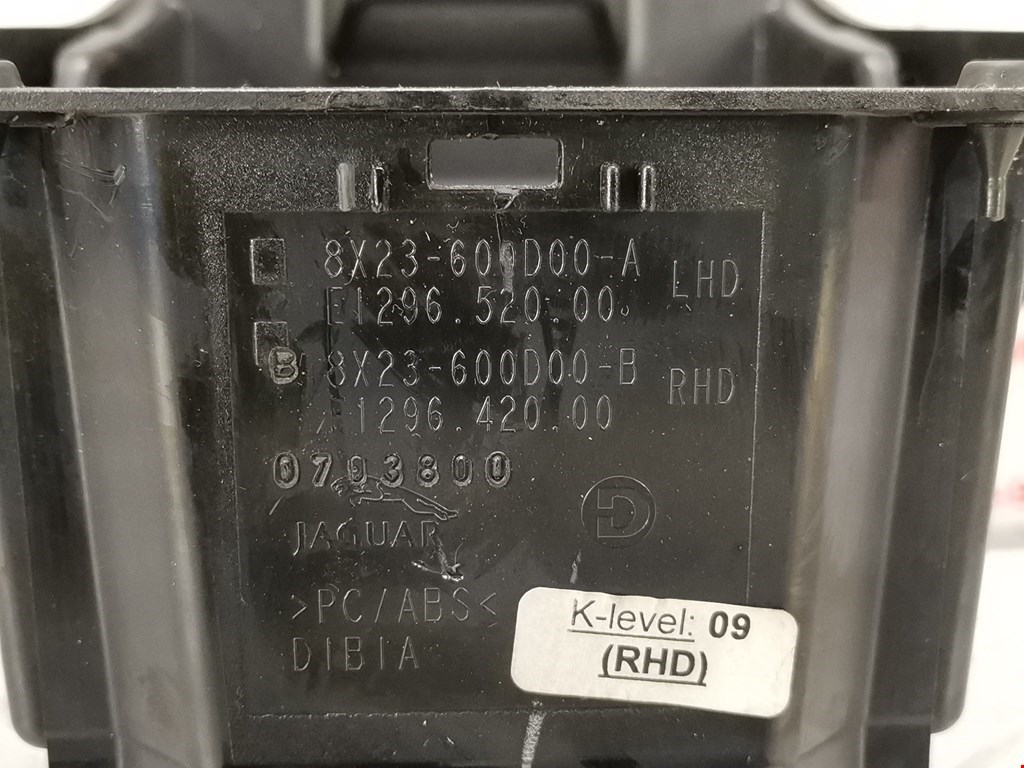 8X23-600D00-A LHD
E1296.520.00
B 8X23-600D00-B RHD
1296.420.00
0703800
JAGUAR
HD
>PC/ABS<
DIBIA
K-level: 09
(RHD)